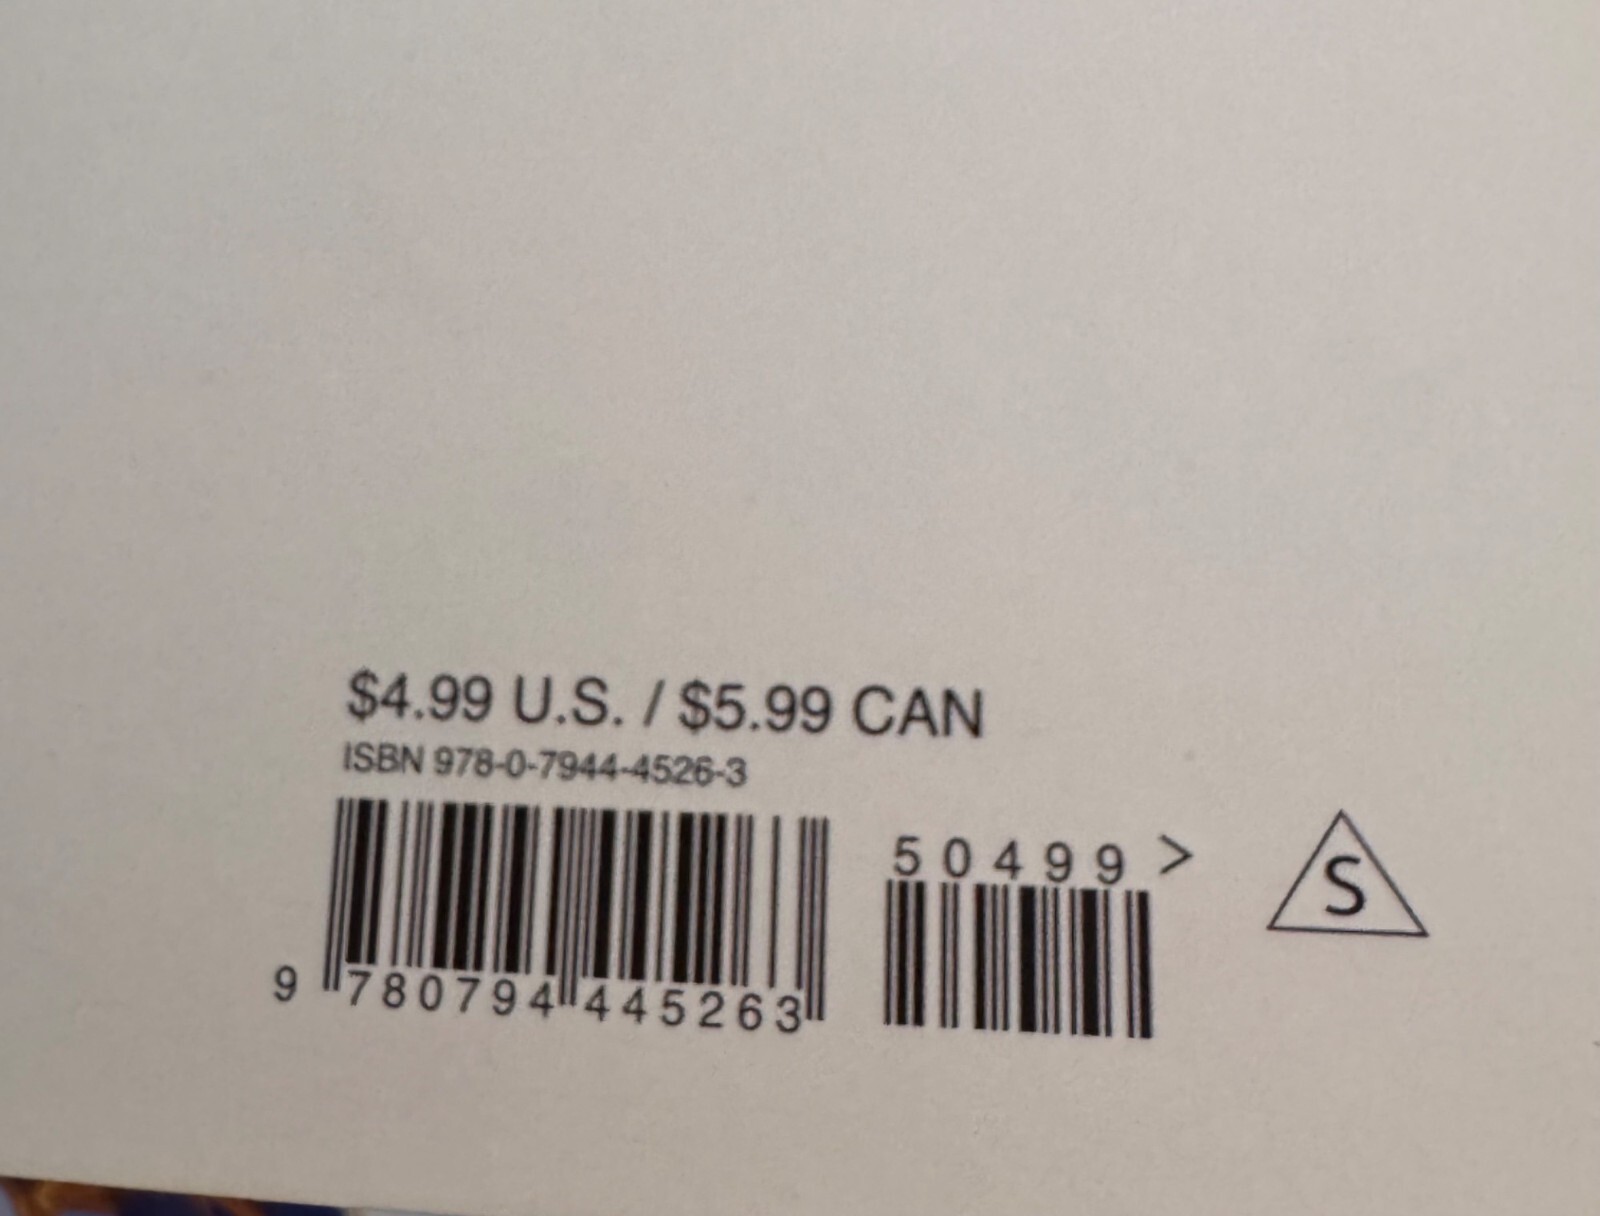 $4.99 U.S. / $5.99 CAN
ISBN 978-0-7944-4526-3
50499 >
S
9 780794 445263